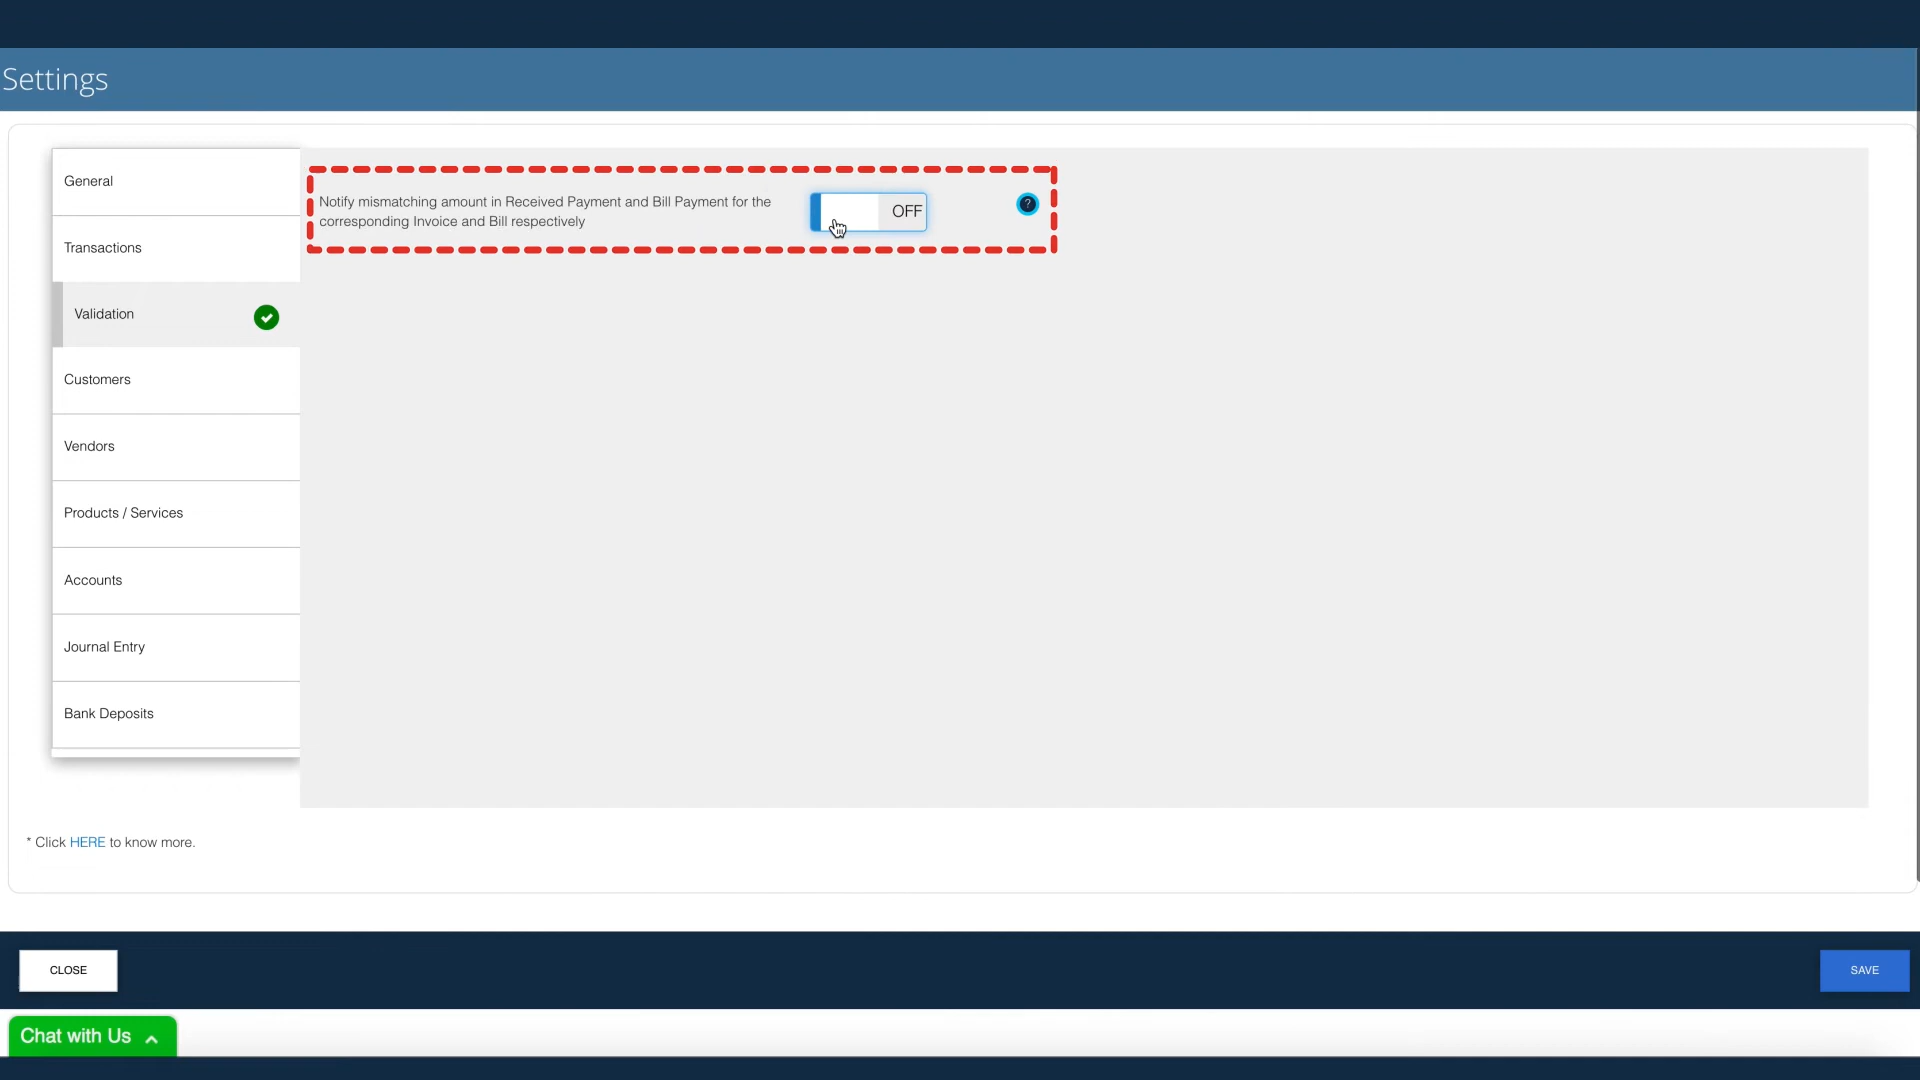 Settings
General
Transactions
Validation
Customers
Vendors
Products / Services
Accounts
Journal Entry
Bank Deposits
Notify mismatching amount in Received Payment and Bill Payment for the
corresponding Invoice and Bill respectively
OFF
?
* Click HERE to know more.
CLOSE
SAVE
Chat with Us